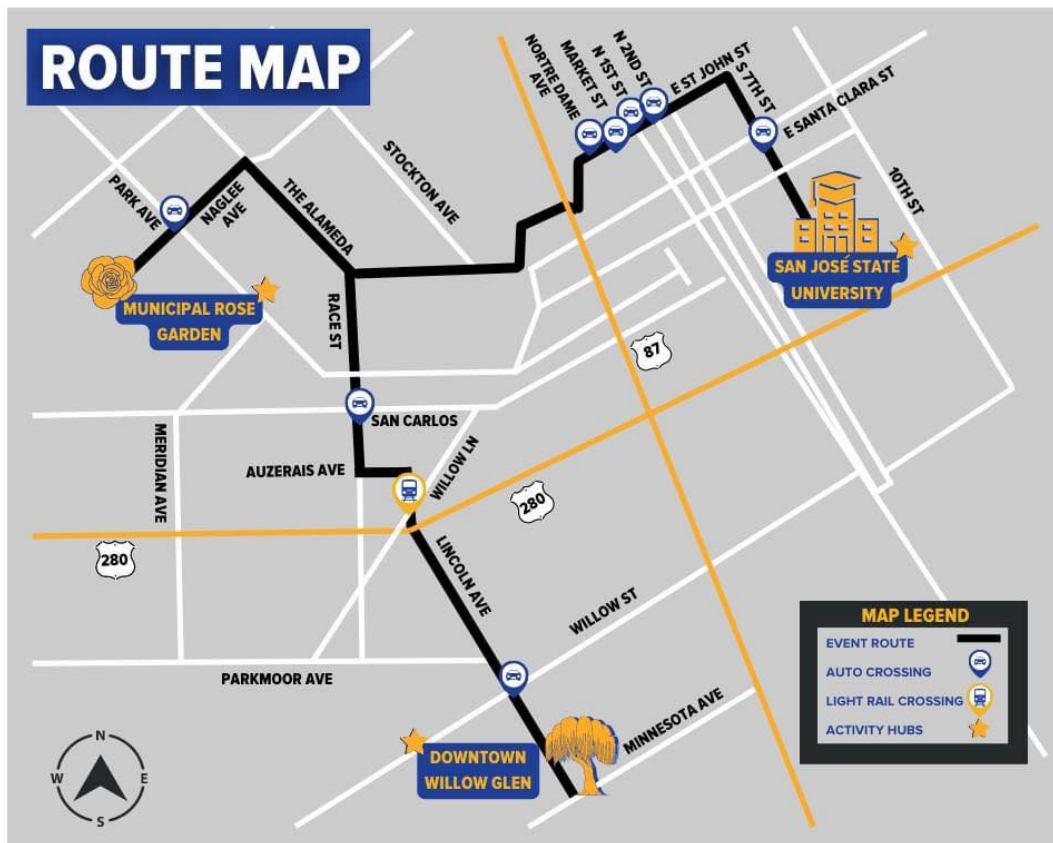 ROUTE MAP
NORTRE DAME
AVE
MARKET ST
N 1ST ST
N 2ND ST
E ST JOHN ST
S 7TH ST
E SANTA CLARA ST
10TH ST
STOCKTON AVE
PARK AVE
NAGLEE
AVE
THE ALAMEDA
MUNICIPAL ROSE
GARDEN
SAN JOSÉ STATE
UNIVERSITY
RACE ST
87
SAN CARLOS
MERIDIAN AVE
AUZERAIS AVE
WILLOW LN
280
280
LINCOLN AVE
WILLOW ST
PARKMOOR AVE
MINNESOTA AVE
DOWNTOWN
WILLOW GLEN
N
W
E
S
MAP LEGEND
EVENT ROUTE
AUTO CROSSING
LIGHT RAIL CROSSING
ACTIVITY HUBS